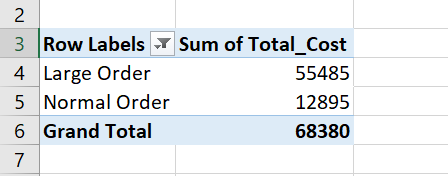 2
3 Row Labels Sum of Total_Cost
4 Large Order 55485
5 Normal Order 12895
6 Grand Total 68380
7